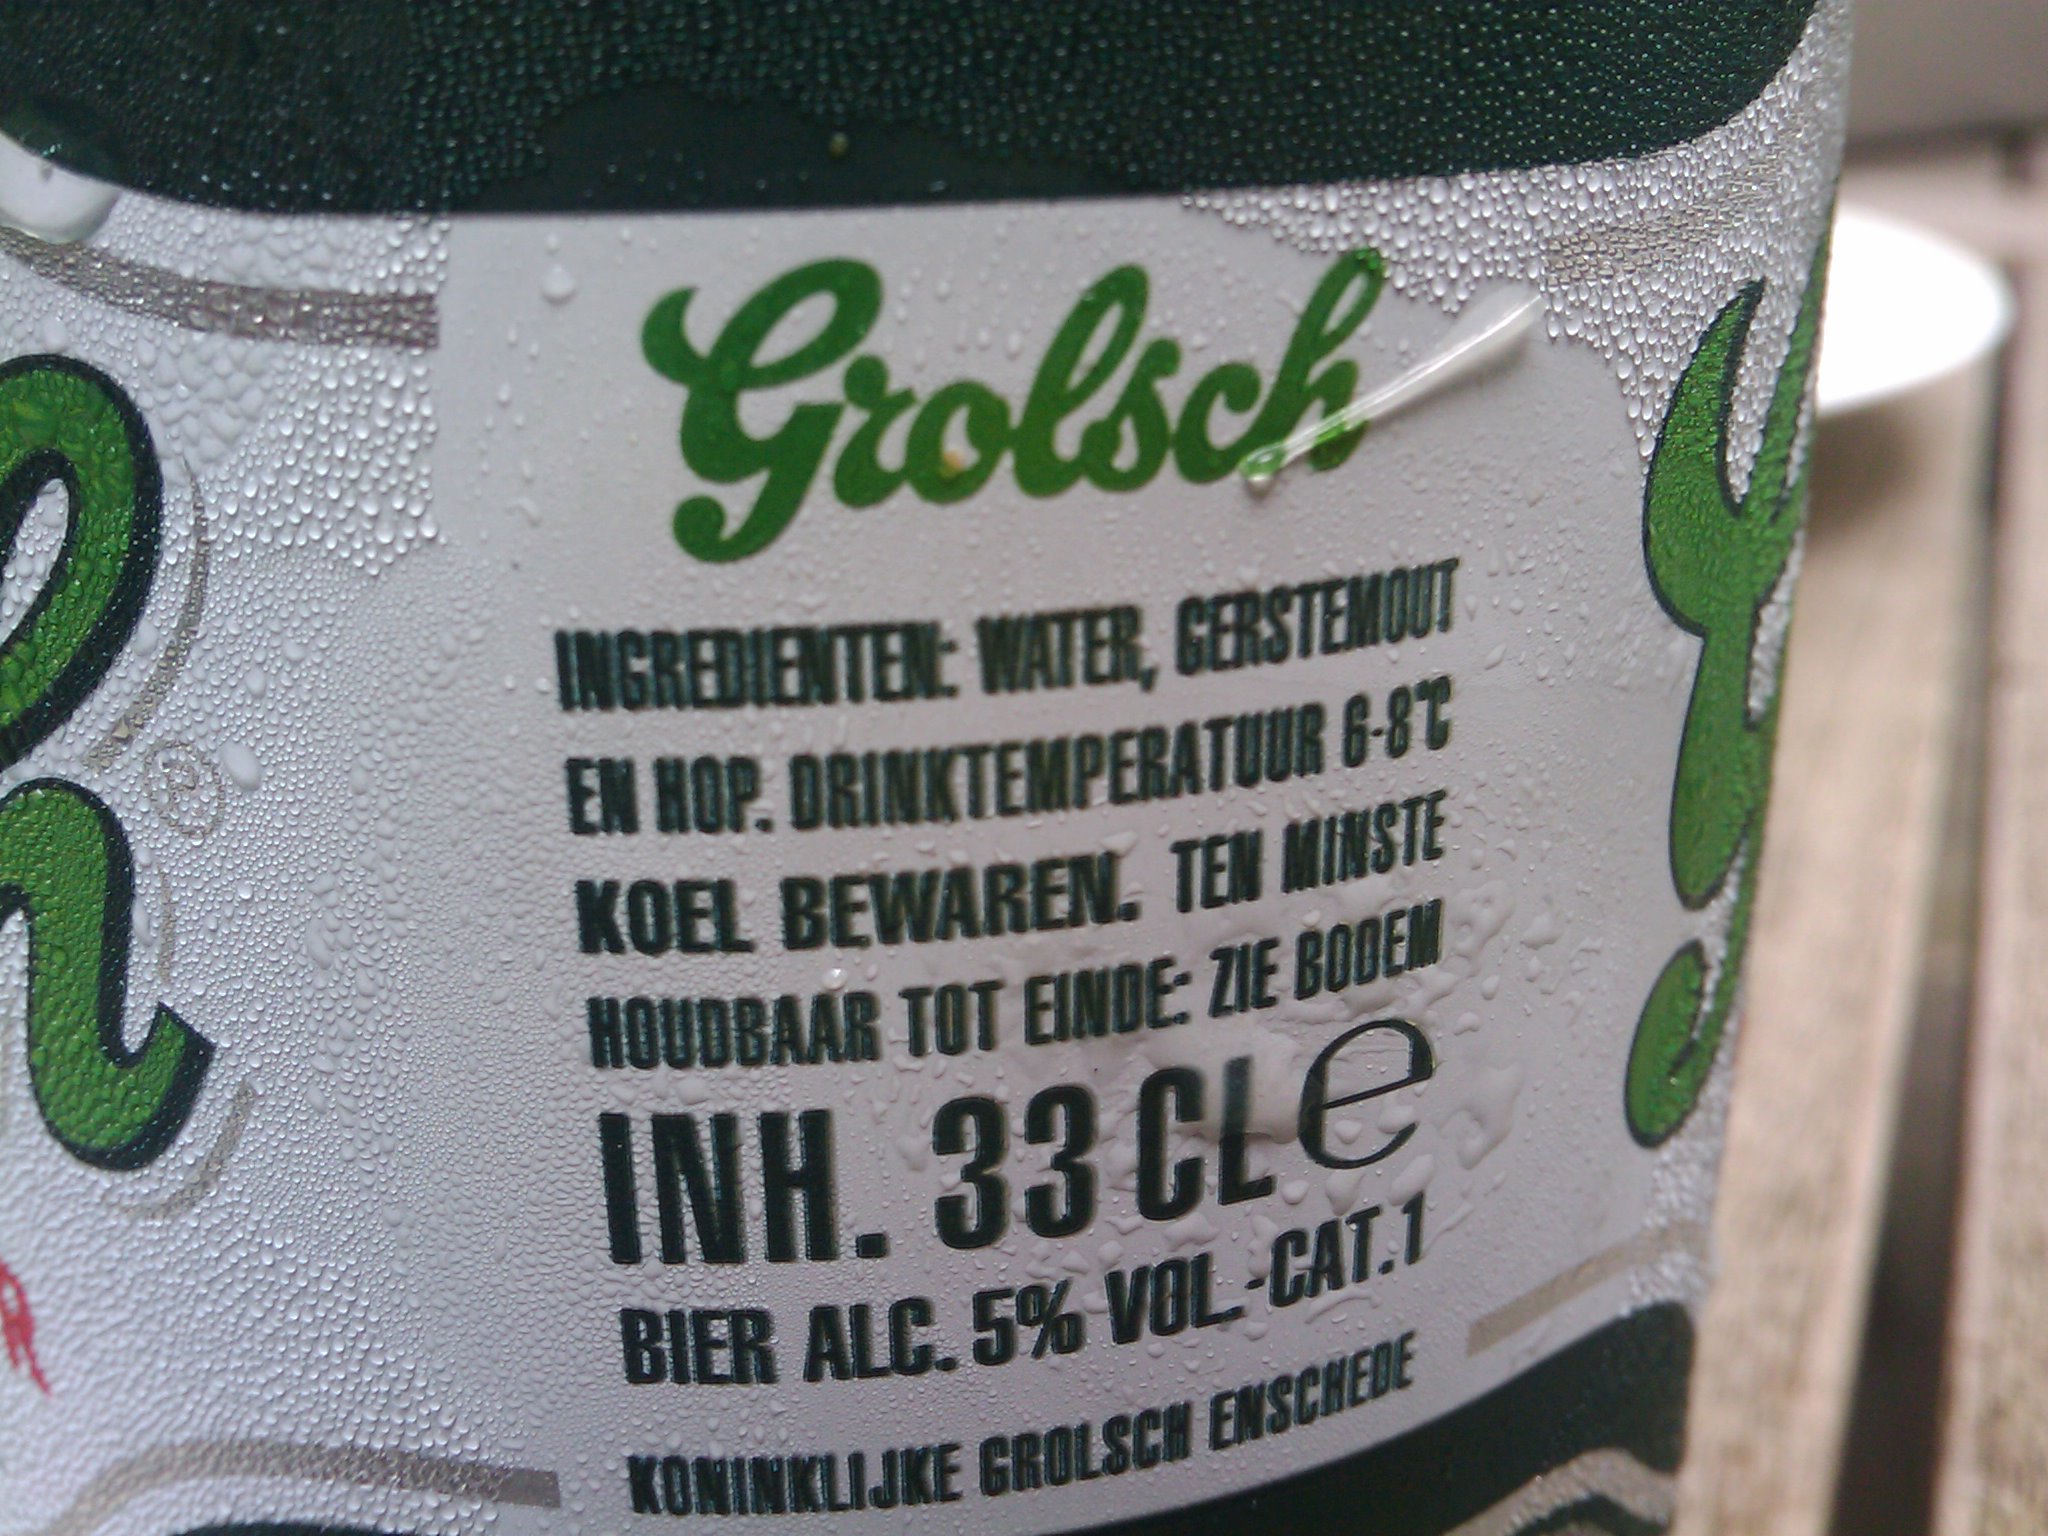 Grolsch
INGREDIENTEN: WATER, GERSTEMOUT
EN HOP. DRINKTEMPERATUUR 6-8°C
KOEL BEWAREN. TEN MINSTE
HOUDBAAR TOT EINDE: ZIE BODEM
INH. 33 CL ℮
BIER ALC. 5% VOL.-CAT.1
KONINKLIJKE GROLSCH ENSCHEDE